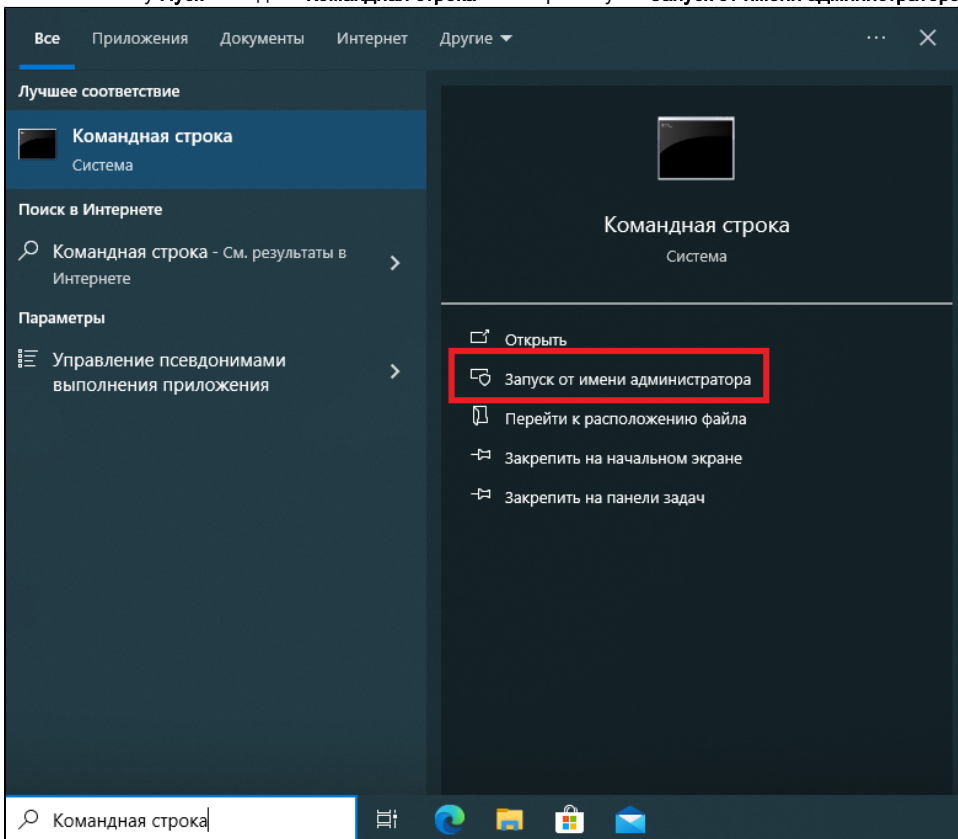 Все Приложения Документы Интернет Другие
Лучшее соответствие
Командная строка
Система
Поиск в Интернете
Командная строка - См. результаты в
Интернете
Параметры
Управление псевдонимами
выполнения приложения
Командная строка
Система
Открыть
Запуск от имени администратора
Перейти к расположению файла
Закрепить на начальном экране
Закрепить на панели задач
Командная строка